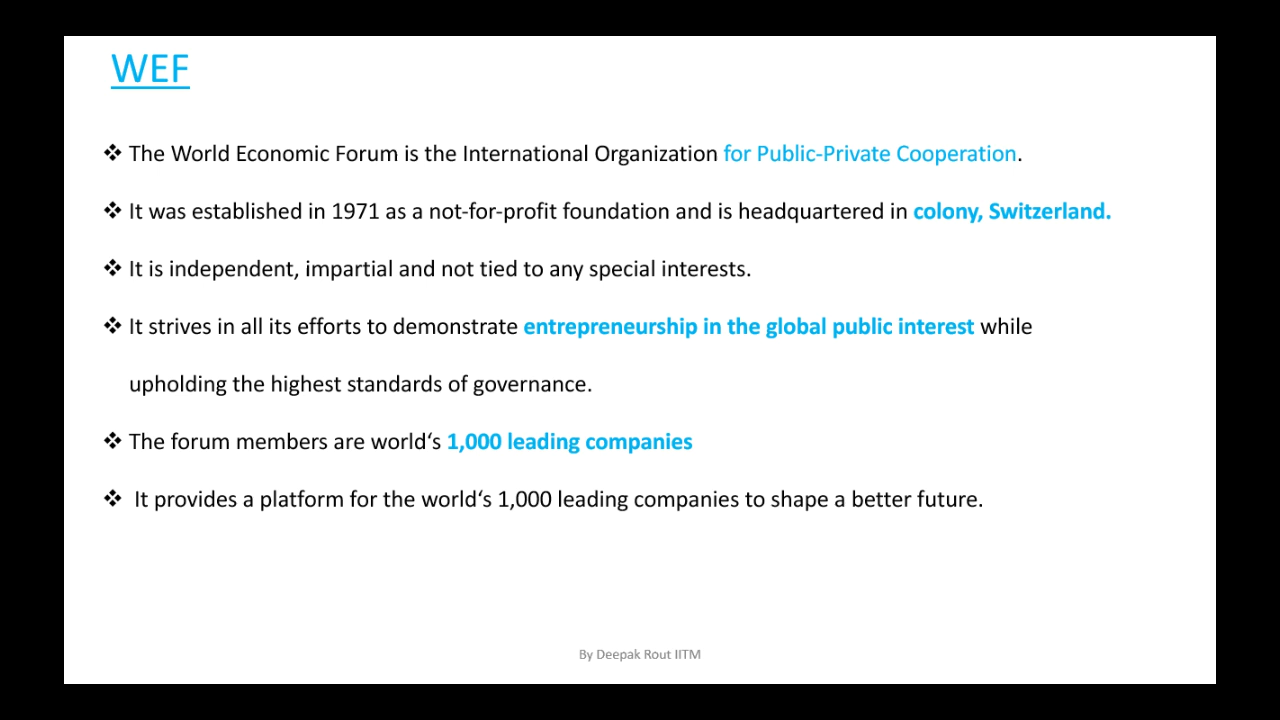 WEF
❖ The World Economic Forum is the International Organization for Public-Private Cooperation.
❖ It was established in 1971 as a not-for-profit foundation and is headquartered in colony, Switzerland.
❖ It is independent, impartial and not tied to any special interests.
❖ It strives in all its efforts to demonstrate entrepreneurship in the global public interest while
upholding the highest standards of governance.
❖ The forum members are world‘s 1,000 leading companies
❖ It provides a platform for the world‘s 1,000 leading companies to shape a better future.
By Deepak Rout IITM